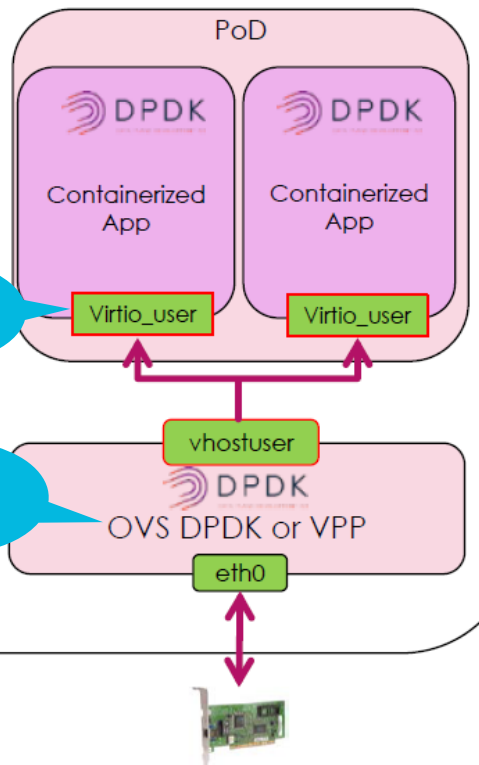 PoD
DPDK
DPDK
Containerized
App
Containerized
App
Virtio_user
Virtio_user
vhostuser
DPDK
OVS DPDK or VPP
eth0